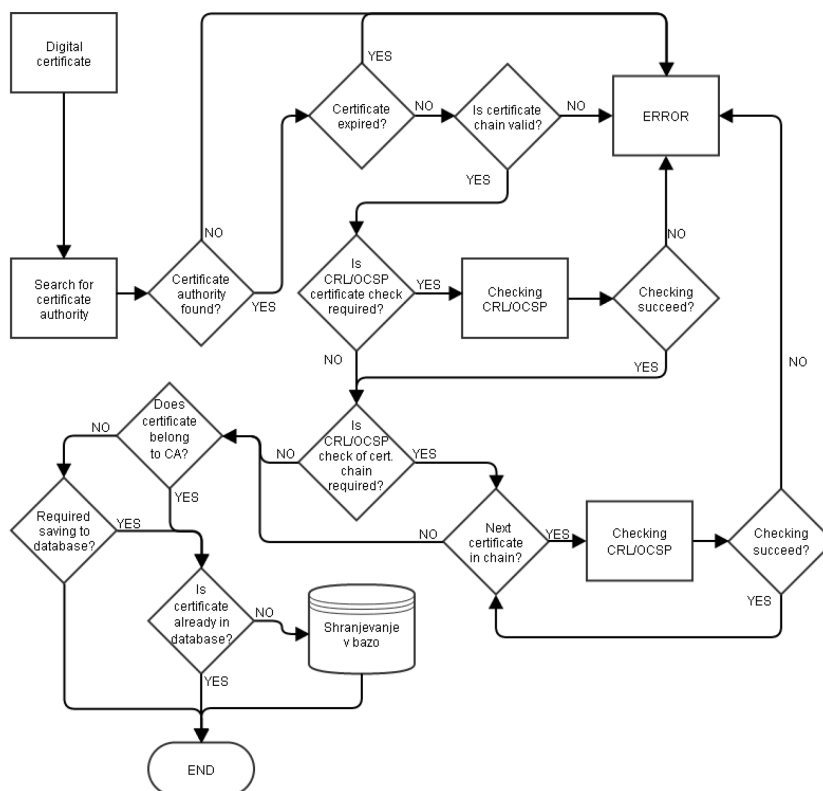 Digital
certificate
YES
Certificate
expired?
NO
Is certificate
chain valid?
NO
ERROR
YES
Search for
certificate
authority
NO
Certificate
authority
found?
YES
Is
CRL/OCSP
certificate check
required?
YES
Checking
CRL/OCSP
NO
Checking
succeed?
NO
YES
NO
Does
certificate
belong
to CA?
NO
YES
Is
CRL/OCSP
check of cert.
chain
required?
NO
YES
Required
saving to
database?
YES
NO
Next
certificate
in chain?
YES
Checking
CRL/OCSP
Checking
succeed?
YES
Is
certificate
already in
database?
NO
Shranjevanje
v bazo
YES
END